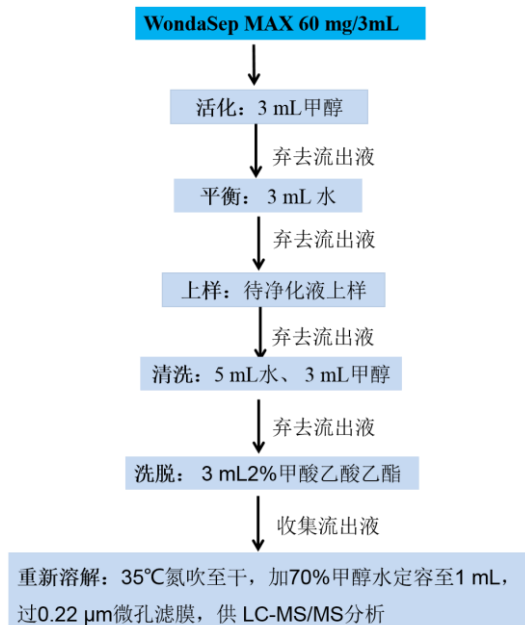 WondaSep MAX 60 mg/3mL
活化：3 mL甲醇
弃去流出液
平衡： 3 mL 水
弃去流出液
上样：待净化液上样
弃去流出液
清洗：5 mL水、 3 mL甲醇
弃去流出液
洗脱： 3 mL2%甲酸乙酸乙酯
收集流出液
重新溶解：35℃氮吹至干，加70%甲醇水定容至1 mL，
过0.22 μm微孔滤膜，供 LC-MS/MS分析